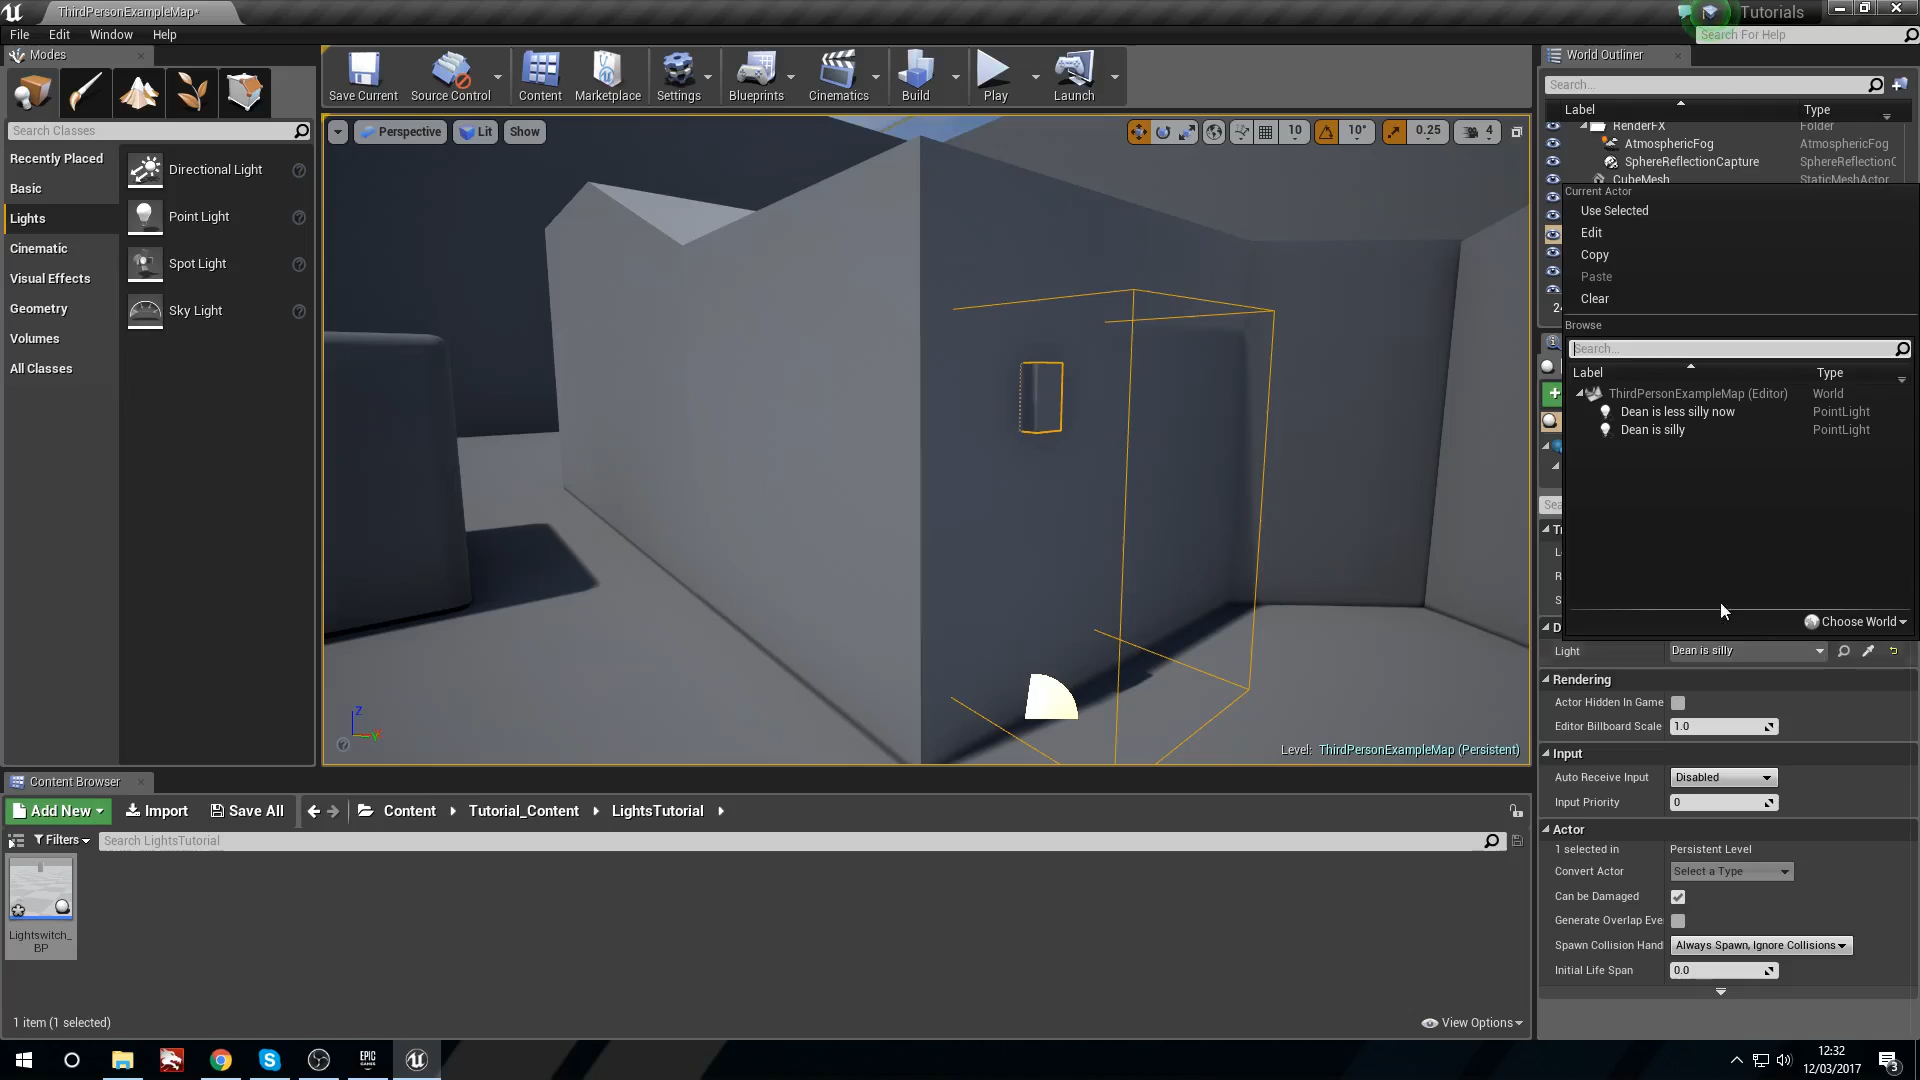 ThirdPersonExampleMap*
Tutorials
File
Edit
Window
Help
Search For Help
Modes
Save Current
Source Control
Content
Marketplace
Settings
Blueprints
Cinematics
Build
Play
Launch
World Outliner
Search...
Label
Type
RenderFX
Folder
AtmosphericFog
AtmosphericFog
SphereReflectionCapture
SphereReflectionC
CubeMesh
StaticMeshActor
Search Classes
Recently Placed
Basic
Lights
Cinematic
Visual Effects
Geometry
Volumes
All Classes
Directional Light
Point Light
Spot Light
Sky Light
Perspective
Lit
Show
10
10°
0.25
4
Level: ThirdPersonExampleMap (Persistent)
Z
Current Actor
Use Selected
Edit
Copy
Paste
Clear
Browse
Search...
Label
Type
ThirdPersonExampleMap (Editor)
World
Dean is less silly now
PointLight
Dean is silly
PointLight
Choose World
Light
Dean is silly
Rendering
Actor Hidden In Game
Editor Billboard Scale
1.0
Input
Auto Receive Input
Disabled
Input Priority
0
Actor
1 selected in
Persistent Level
Convert Actor
Select a Type
Can be Damaged
Generate Overlap Eve
Spawn Collision Hand
Always Spawn, Ignore Collisions
Initial Life Span
0.0
Content Browser
Add New
Import
Save All
Content
Tutorial_Content
LightsTutorial
Filters
Search LightsTutorial
Lightswitch_
BP
1 item (1 selected)
View Options
EPIC
GAMES
12:32
12/03/2017
3